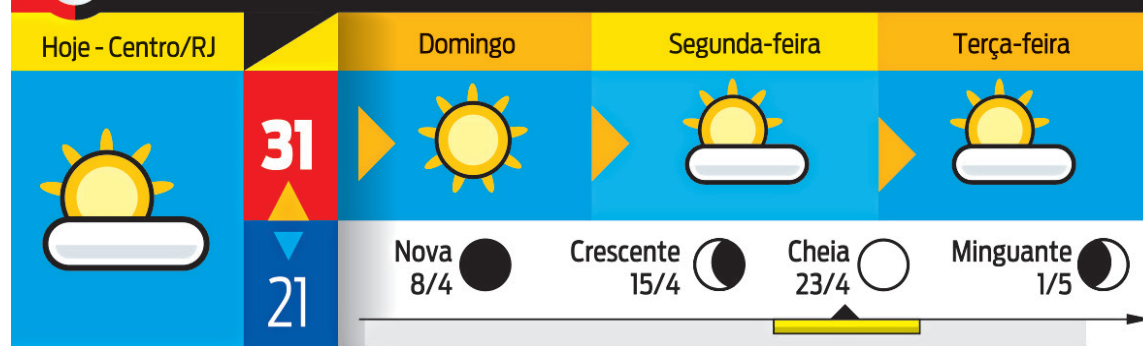 Hoje - Centro/RJ
Domingo
Segunda-feira
Terça-feira
31
21
Nova
8/4
Crescente
15/4
Cheia
23/4
Minguante
1/5